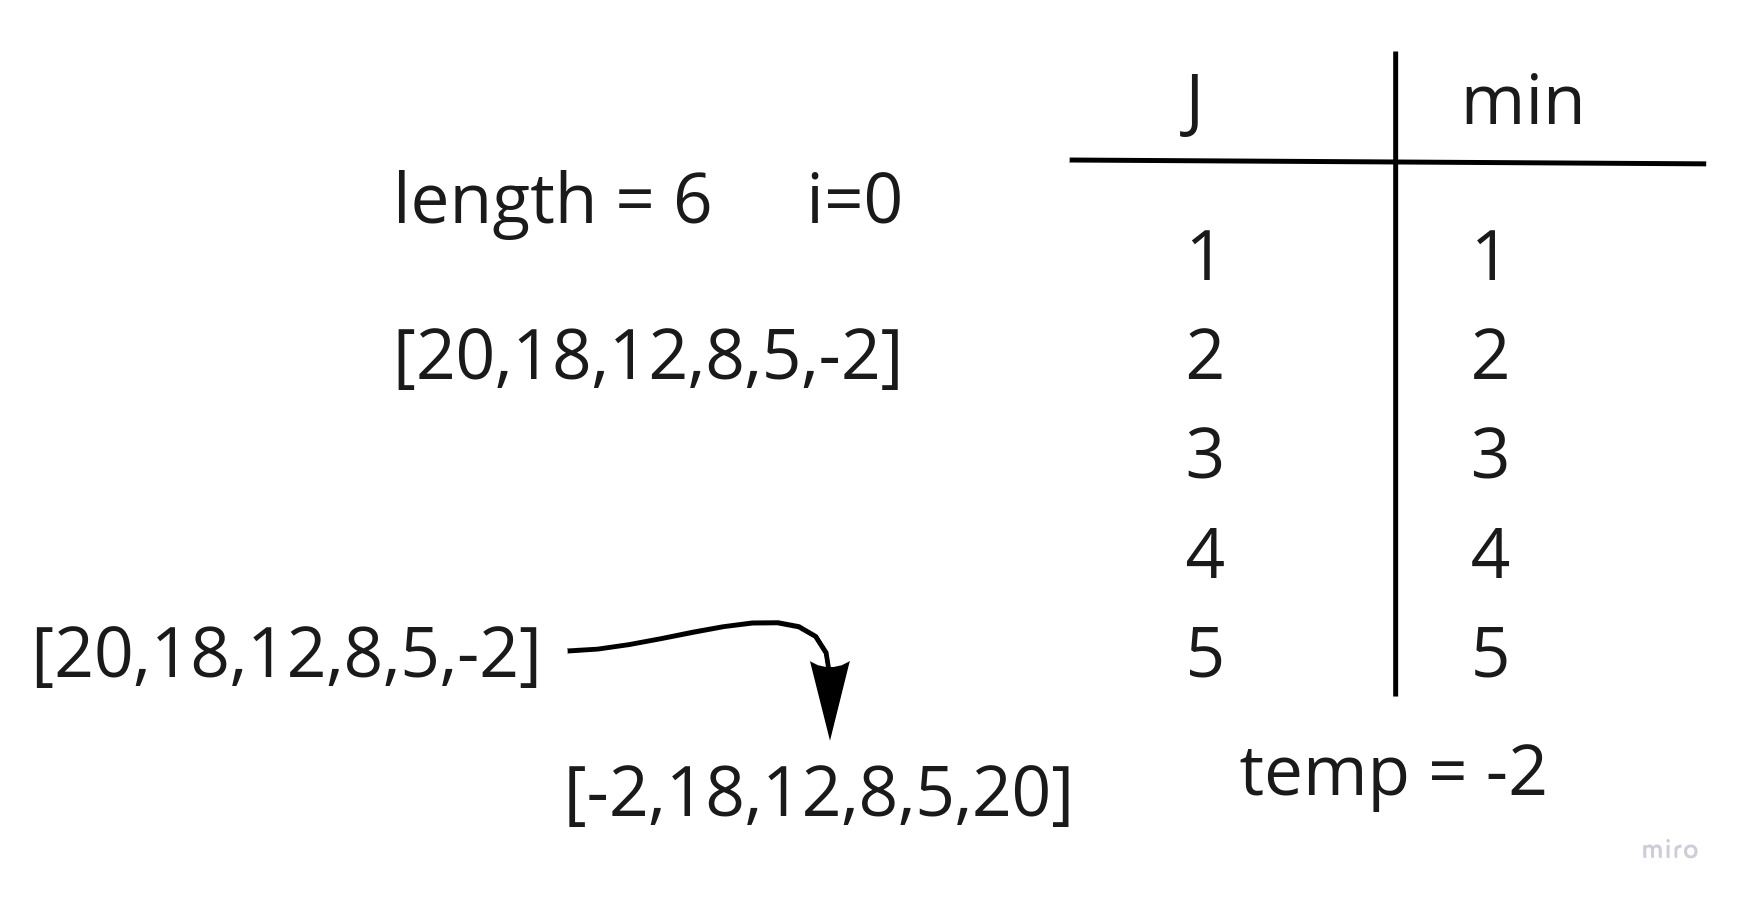 length = 6 i=0
[20,18,12,8,5,-2]
[20,18,12,8,5,-2]
[-2,18,12,8,5,20]
J min
1 1
2 2
3 3
4 4
5 5
temp = -2
miro